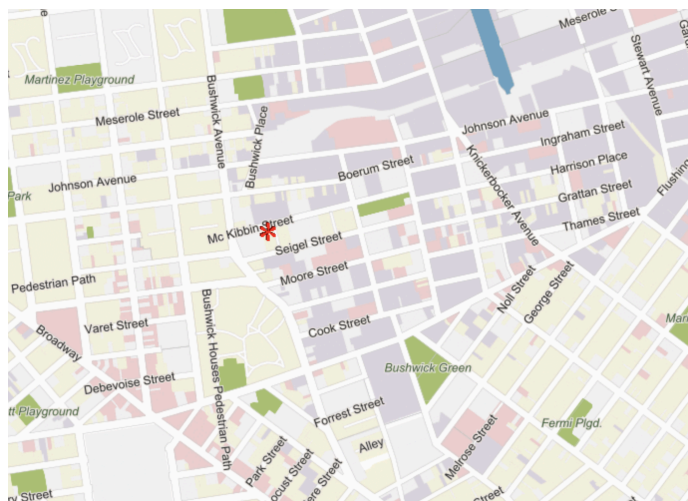 Meserole Street
Stewart Avenue
Martinez Playground
Bushwick Avenue
Meserole Street
Bushwick Place
Johnson Avenue
Ingraham Street
Knickerbocker Avenue
Harrison Place
Boerum Street
Johnson Avenue
Grattan Street
Park
Thames Street
Mc Kibbin Street
Seigel Street
Moore Street
Pedestrian Path
Noll Street
George Street
Bushwick Houses Pedestrian Path
Varet Street
Cook Street
Broadway
Bushwick Green
Debevoise Street
Forrest Street
Fermi Plgd.
Alley
Melrose Street
Park Street